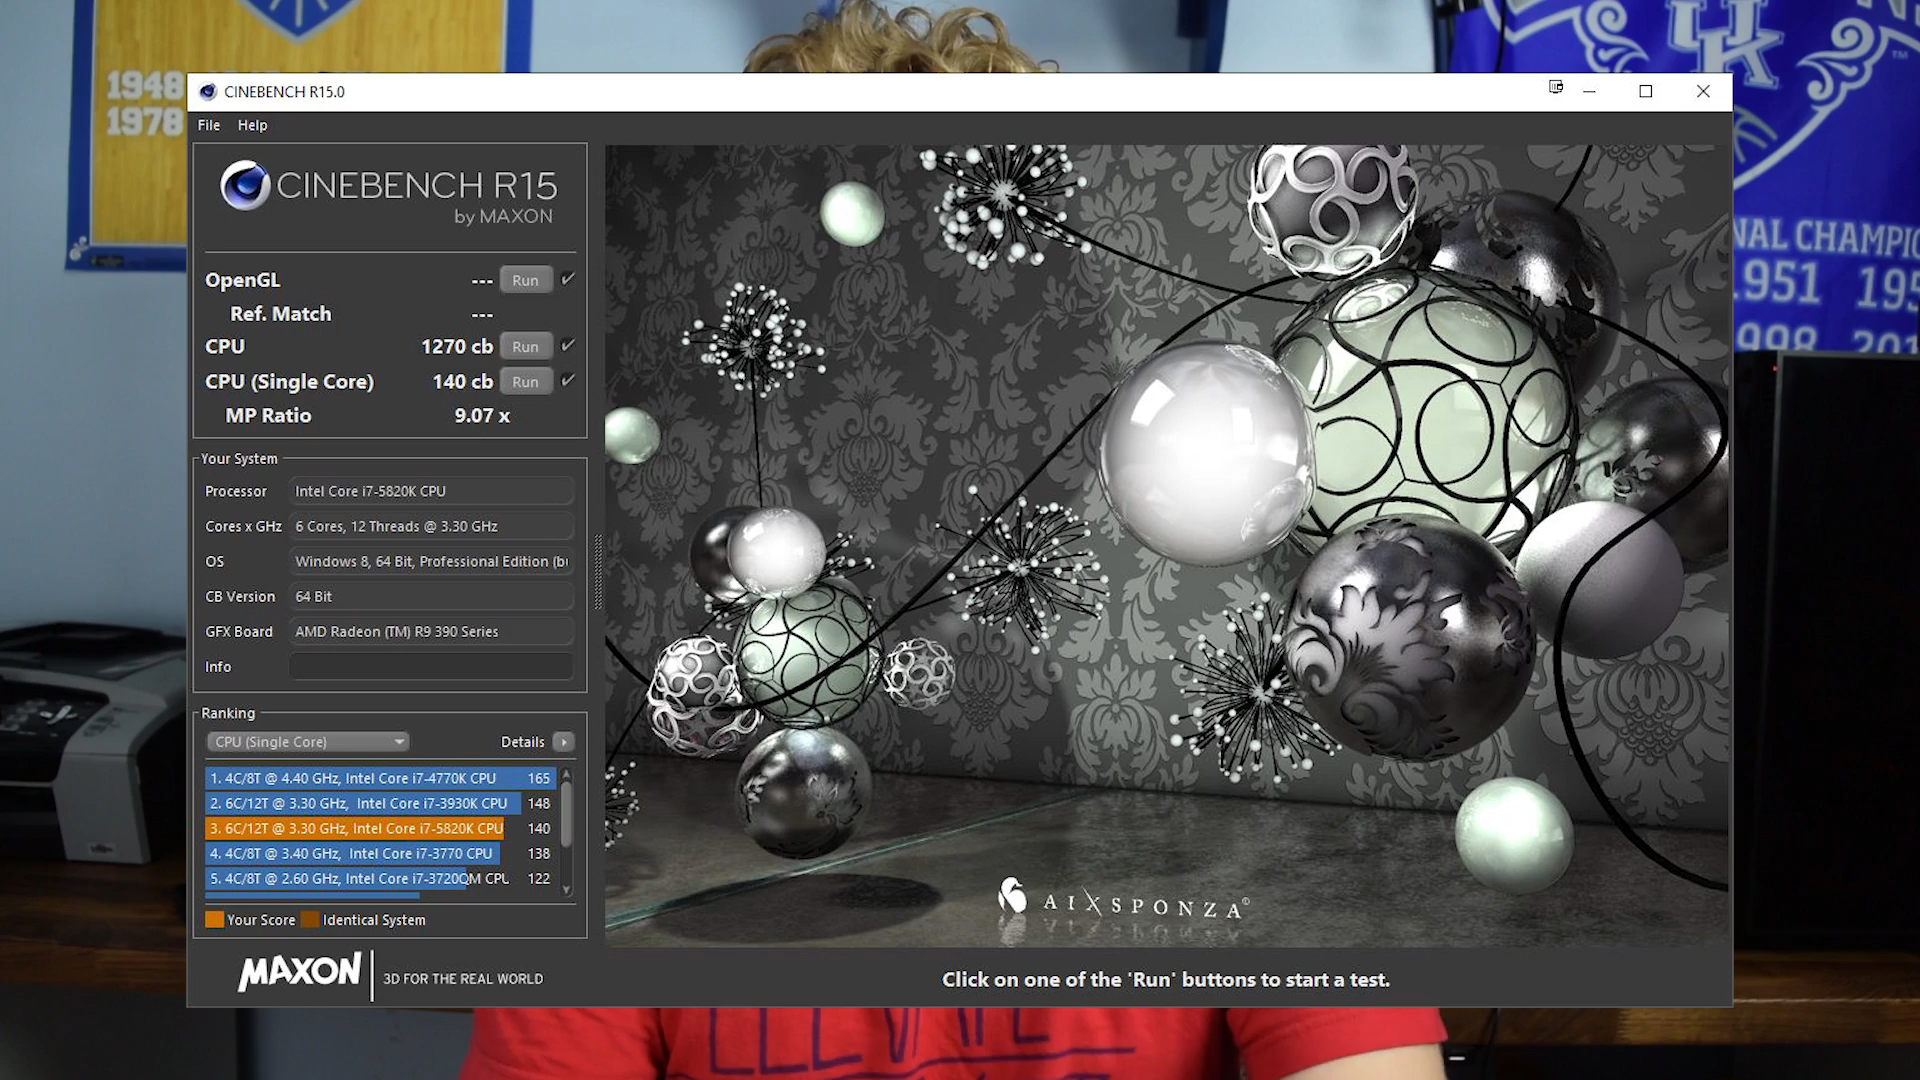 1948
1978
UK
TM
NAL CHAMPIO
1951 195
1998 201
CINEBENCH R15.0
File Help
CINEBENCH R15
by MAXON
OpenGL --- Run
Ref. Match ---
CPU 1270 cb Run
CPU (Single Core) 140 cb Run
MP Ratio 9.07 x
Your System
Processor Intel Core i7-5820K CPU
Cores x GHz 6 Cores, 12 Threads @ 3.30 GHz
OS Windows 8, 64 Bit, Professional Edition (bu
CB Version 64 Bit
GFX Board AMD Radeon (TM) R9 390 Series
Info
Ranking
CPU (Single Core) Details
1. 4C/8T @ 4.40 GHz, Intel Core i7-4770K CPU 165
2. 6C/12T @ 3.30 GHz, Intel Core i7-3930K CPU 148
3. 6C/12T @ 3.30 GHz, Intel Core i7-5820K CPU 140
4. 4C/8T @ 3.40 GHz, Intel Core i7-3770 CPU 138
5. 4C/8T @ 2.60 GHz, Intel Core i7-3720QM CPU 122
Your Score Identical System
MAXON 3D FOR THE REAL WORLD
AIXSPONZA®
Click on one of the 'Run' buttons to start a test.